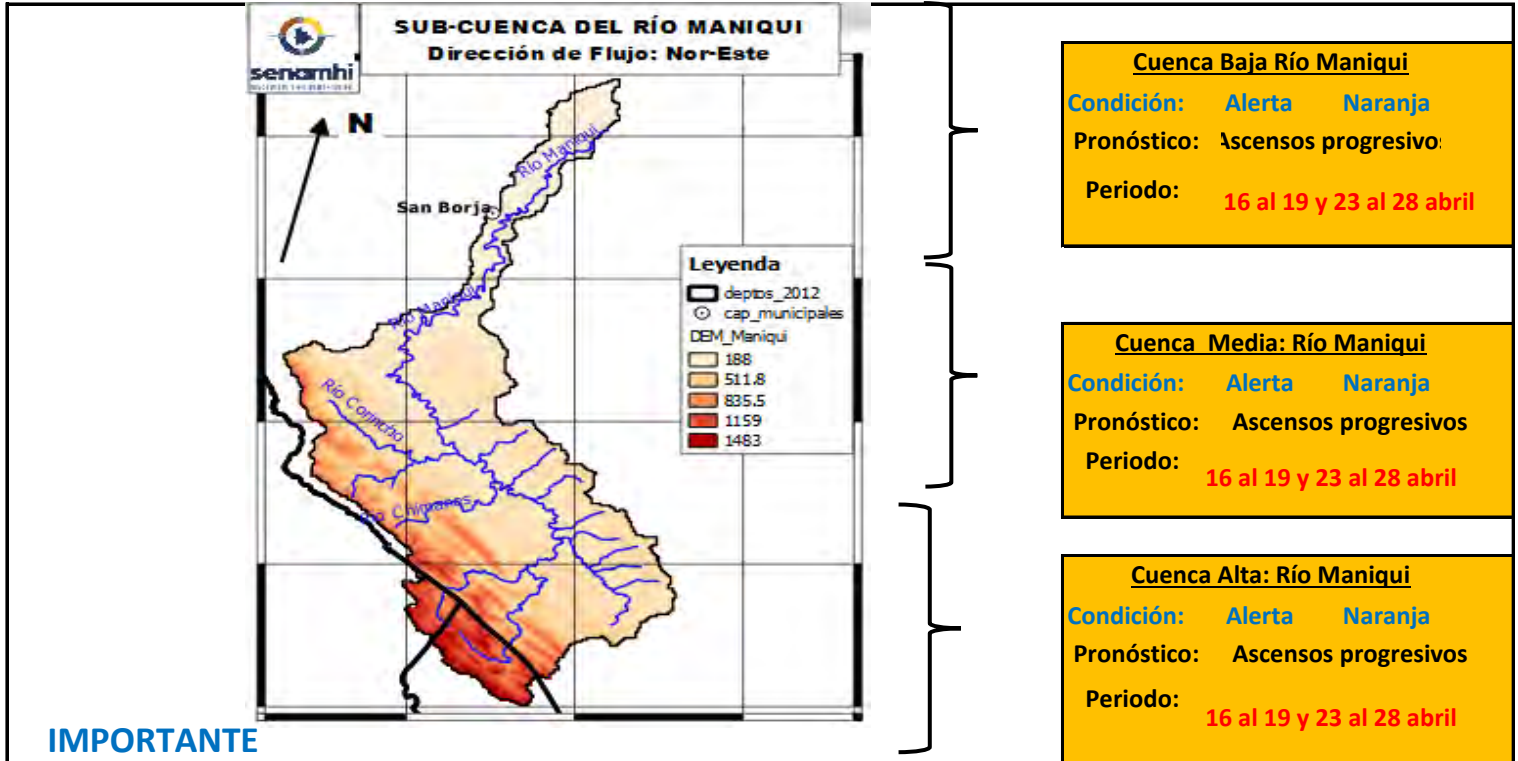 SUB-CUENCA DEL RÍO MANIQUI
Dirección de Flujo: Nor-Este
senamhi
N
Río Maniqui
San Borja
Río Maniqui
Río Chimanes
Leyenda
deptos_2012
cap_municipales
DEM_Maniqui
188
511.8
835.5
1159
1483
IMPORTANTE
Cuenca Baja Río Maniqui
Condición: Alerta Naranja
Pronóstico: Ascensos progresivos
Periodo:
16 al 19 y 23 al 28 abril
Cuenca Media: Río Maniqui
Condición: Alerta Naranja
Pronóstico: Ascensos progresivos
Periodo:
16 al 19 y 23 al 28 abril
Cuenca Alta: Río Maniqui
Condición: Alerta Naranja
Pronóstico: Ascensos progresivos
Periodo:
16 al 19 y 23 al 28 abril